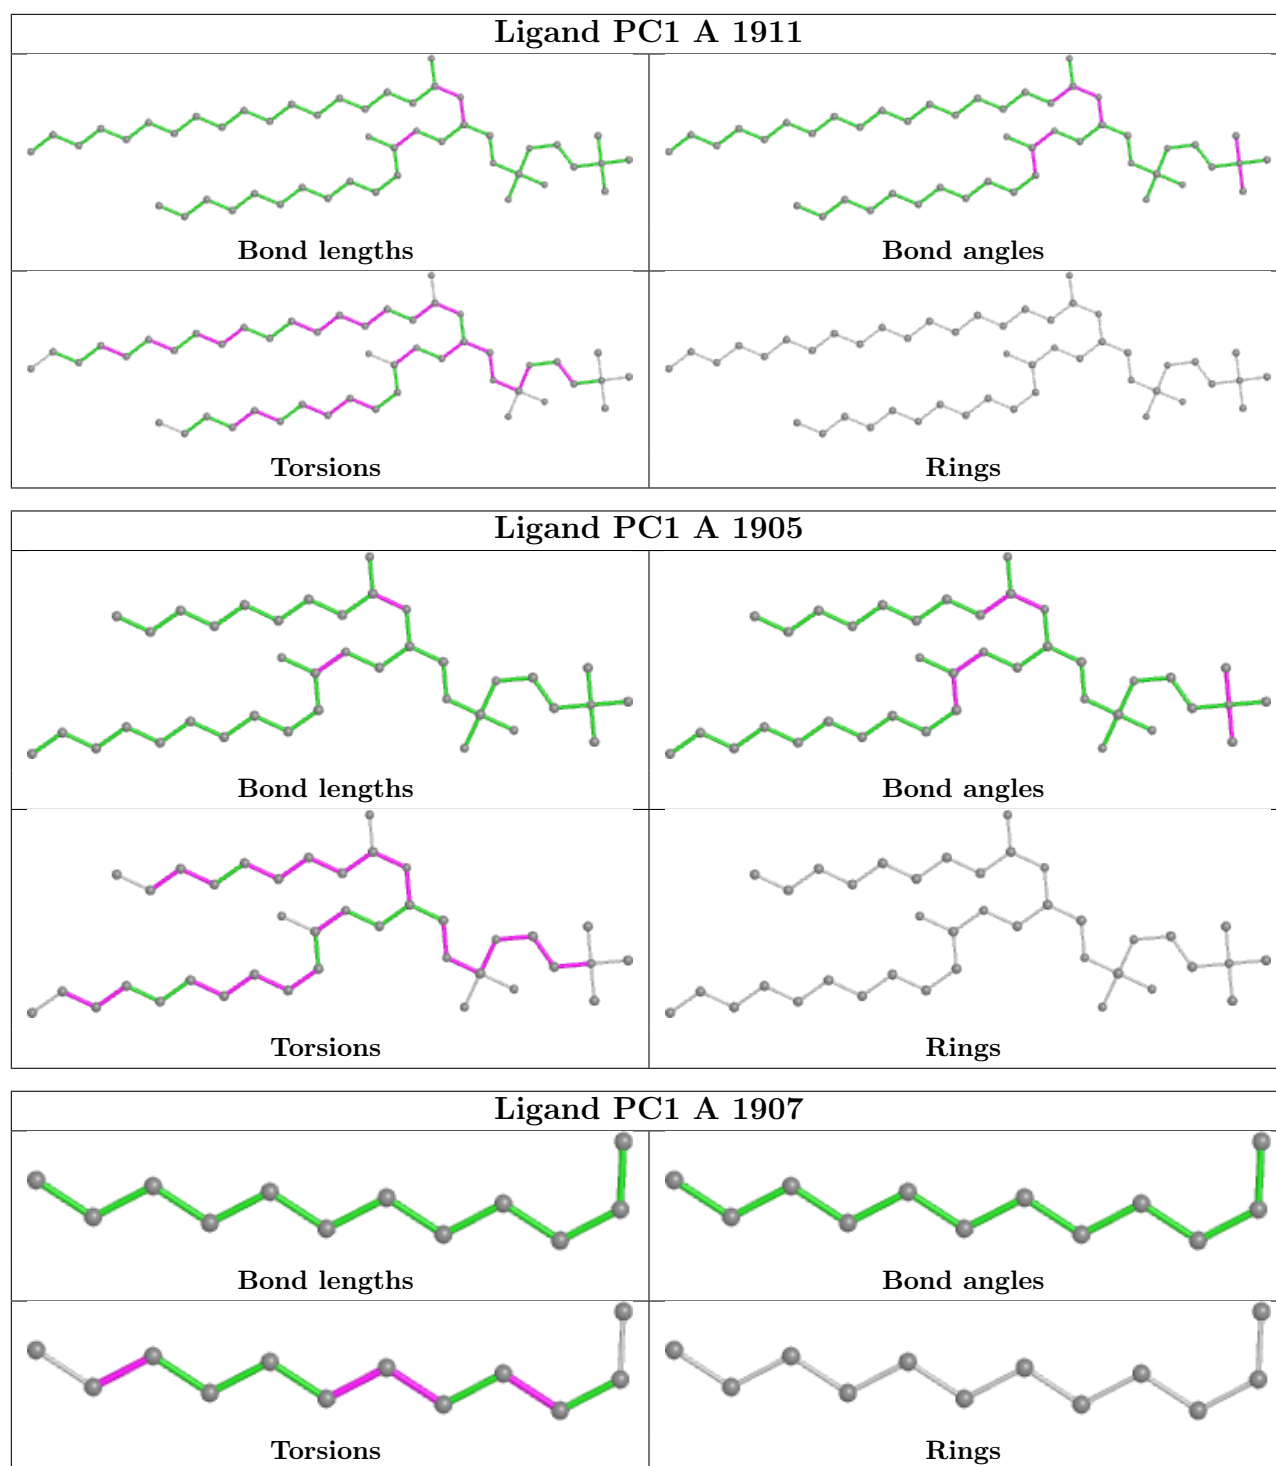 Ligand PC1 A 1911
Bond lengths
Bond angles
Torsions
Rings
Ligand PC1 A 1905
Bond lengths
Bond angles
Torsions
Rings
Ligand PC1 A 1907
Bond lengths
Bond angles
Torsions
Rings